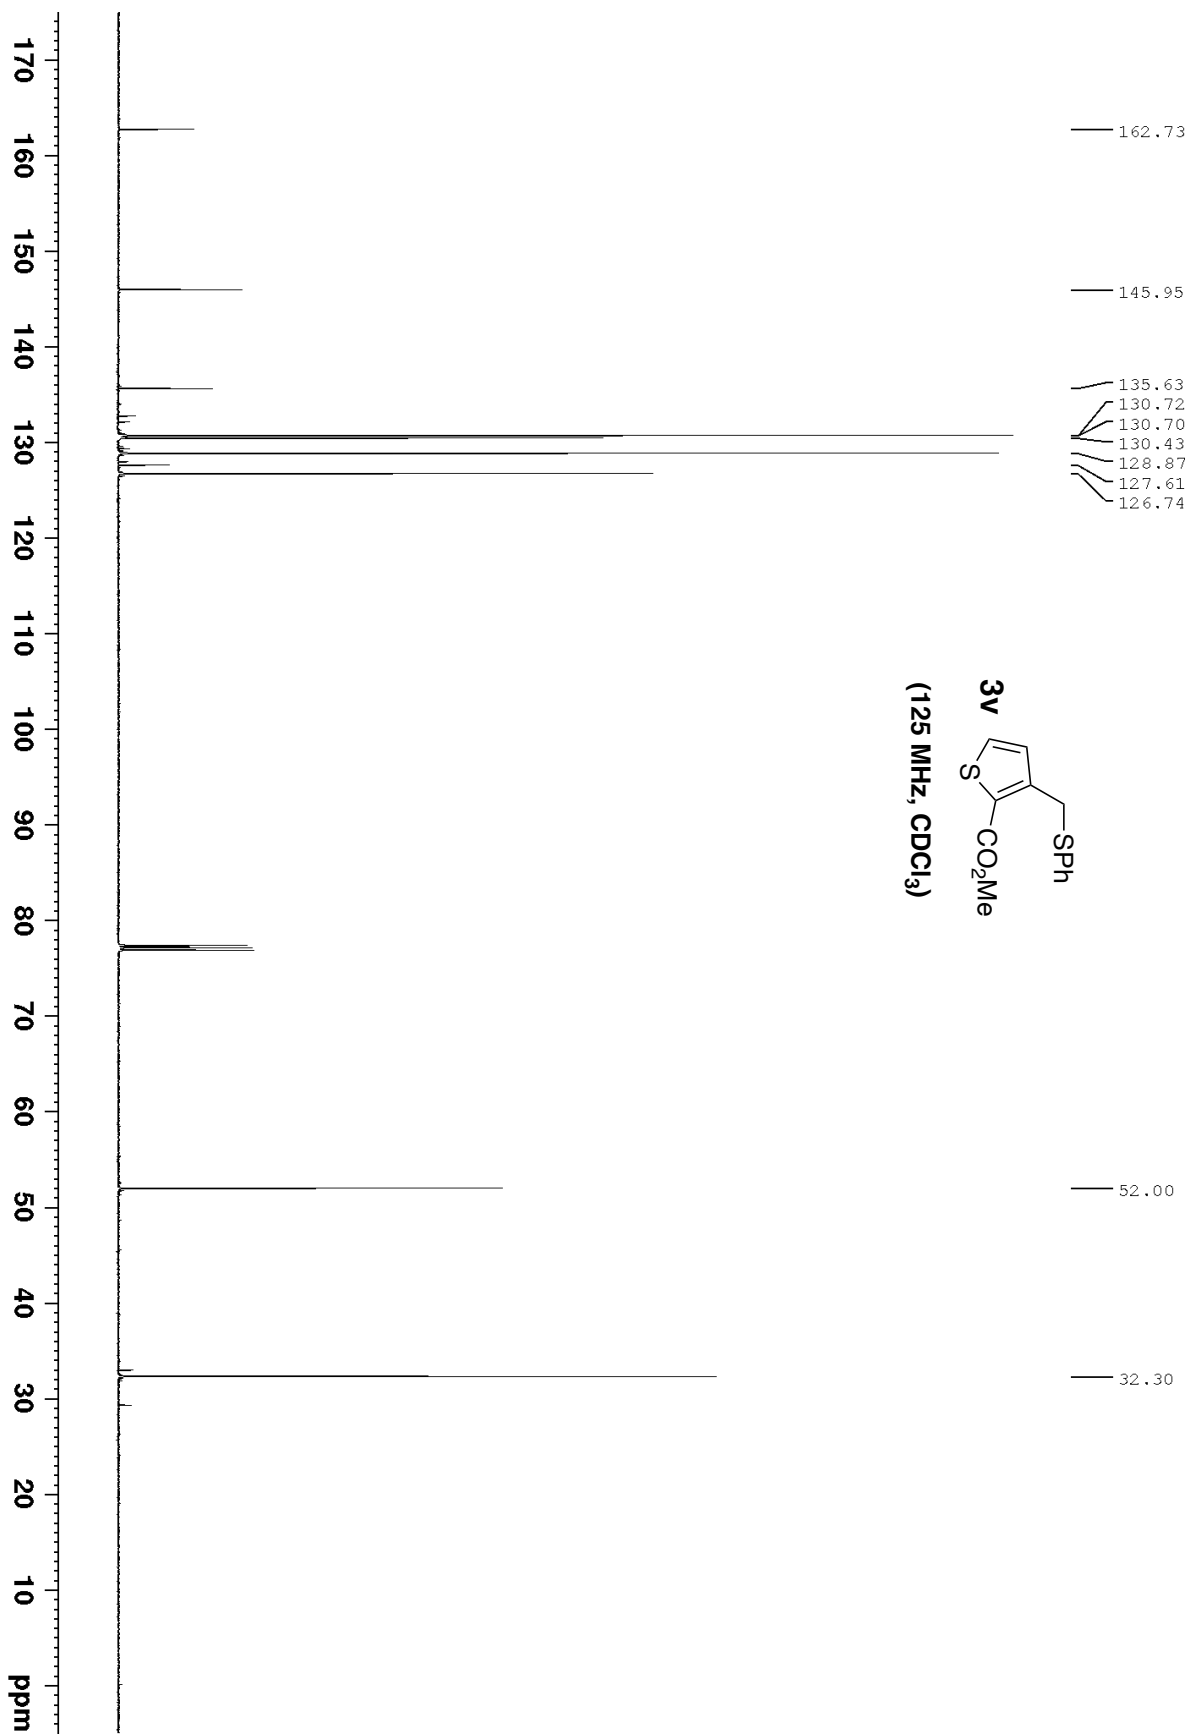 162.73
145.95
135.63
130.72
130.70
130.43
128.87
127.61
126.74
52.00
32.30
SPh
3v
S
CO₂Me
(125 MHz, CDCl₃)
170 160 150 140 130 120 110 100 90 80 70 60 50 40 30 20 10 ppm